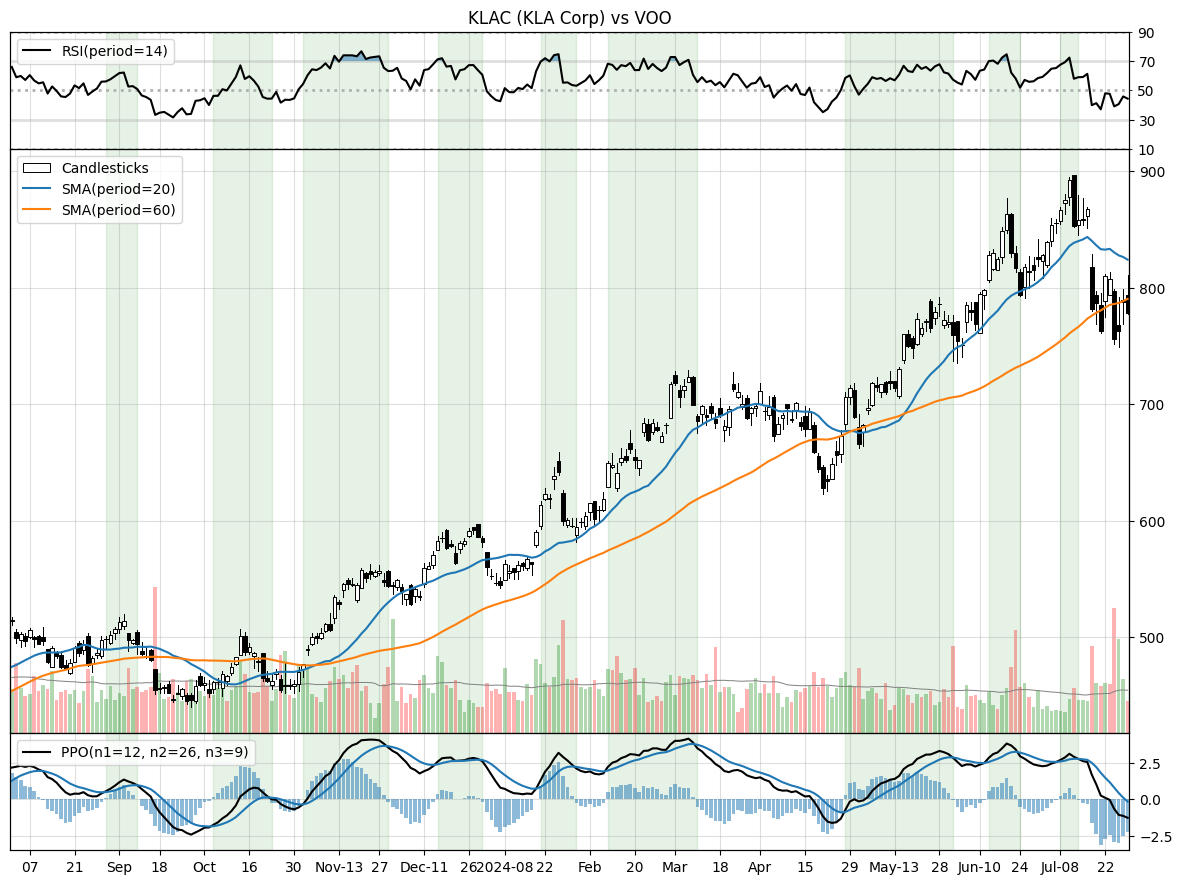 KLAC (KLA Corp) vs VOO
RSI(period=14)
90
70
50
30
10
Candlesticks
SMA(period=20)
SMA(period=60)
900
800
700
600
500
PPO(n1=12, n2=26, n3=9)
2.5
0.0
−2.5
07 21 Sep 18 Oct 16 30 Nov-13 27 Dec-11 26 2024-08 22 Feb 20 Mar 18 Apr 15 29 May-13 28 Jun-10 24 Jul-08 22